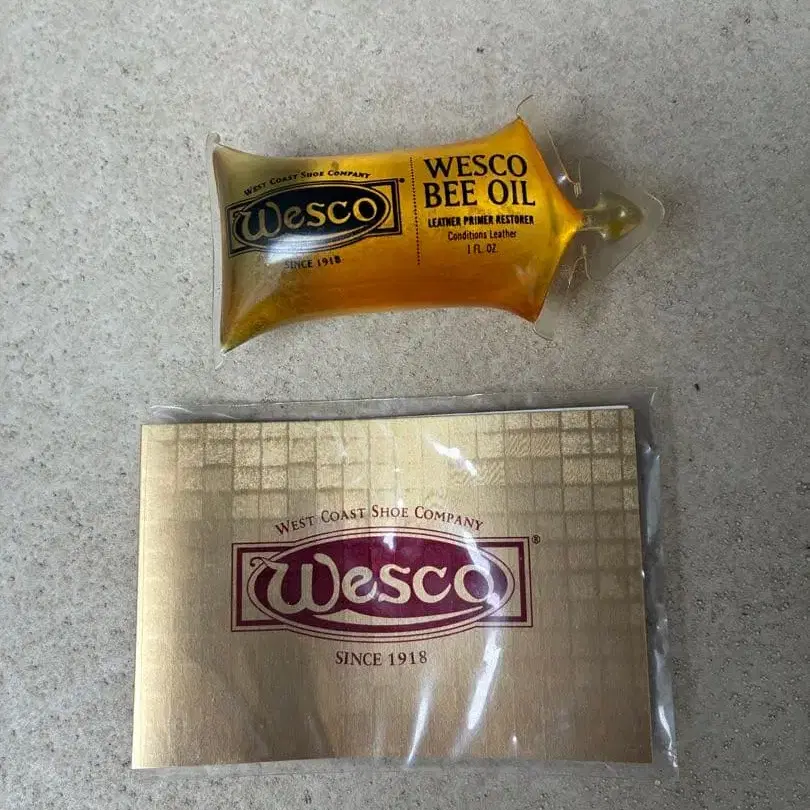 WEST COAST SHOE COMPANY
Wesco®
SINCE 1918
WESCO
BEE OIL
LEATHER PRIMER RESTORER
Conditions Leather
1 FL. OZ.
WEST COAST SHOE COMPANY
Wesco®
SINCE 1918